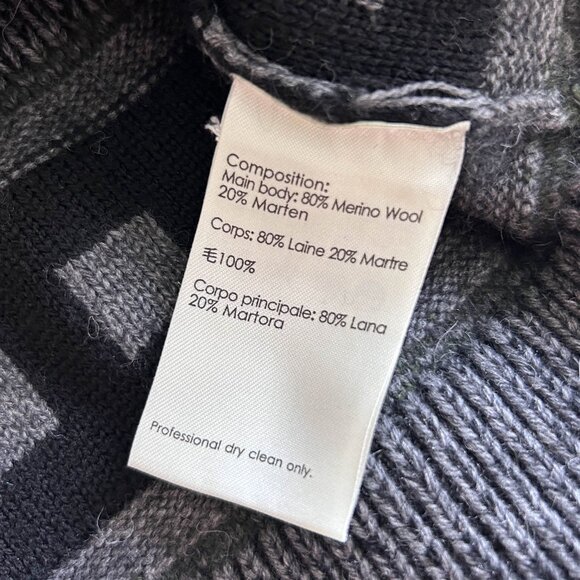 Composition:
Main body: 80% Merino Wool
20% Marten
Corps: 80% Laine 20% Martre
毛100%
Corpo principale: 80% Lana
20% Martora
Professional dry clean only.